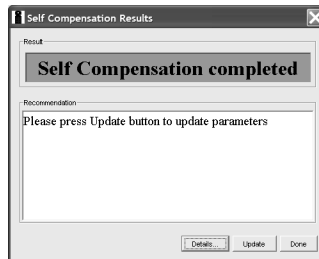 Self Compensation Results
Result
Self Compensation completed
Recommendation
Please press Update button to update parameters
Details... Update Done